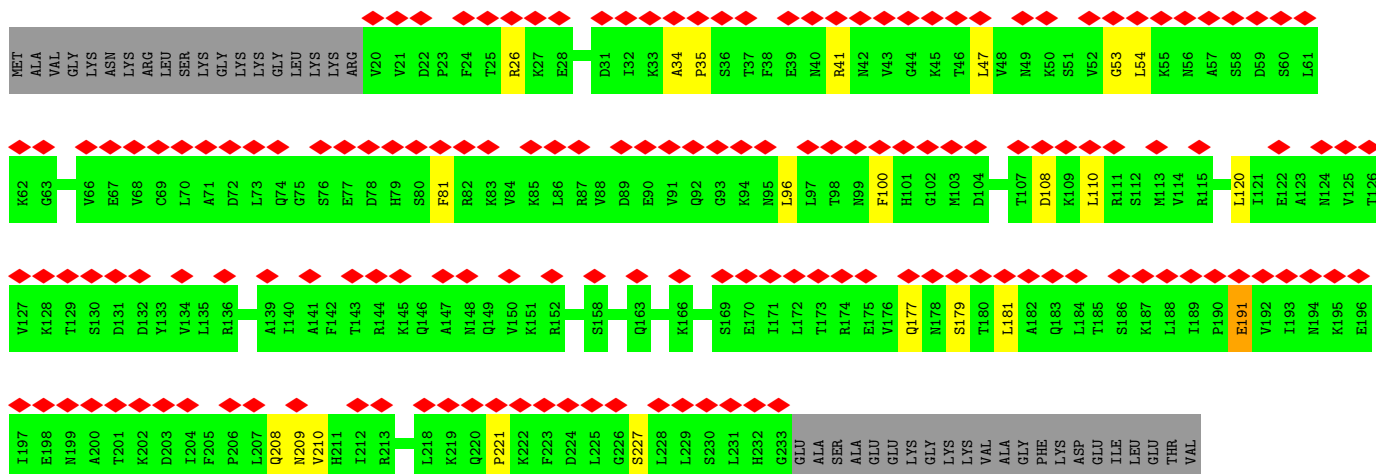 MET ALA VAL GLY LYS ASN LYS ARG LEU SER LYS GLY LYS LYS GLY LEU LYS LYS ARG V20 V21 D22 P23 F24 T25 R26 K27 E28 D31 I32 K33 A34 P35 S36 T37 F38 E39 N40 R41 N42 V43 G44 K45 T46 L47 V48 N49 K50 S51 V52 G53 L54 K55 N56 A57 S58 D59 S60 L61
K62 G63 V66 E67 V68 C69 L70 A71 D72 L73 Q74 G75 S76 E77 D78 H79 S80 F81 R82 K83 V84 K85 L86 R87 V88 D89 E90 V91 Q92 G93 K94 N95 L96 L97 T98 N99 F100 H101 G102 M103 D104 T107 D108 K109 L110 R111 S112 M113 V114 R115 L120 I121 E122 A123 N124 V125 T126
V127 K128 T129 S130 D131 D132 Y133 V134 L135 R136 A139 I140 A141 F142 T143 R144 K145 Q146 A147 N148 Q149 V150 K151 R152 S158 Q163 K166 S169 E170 I171 L172 T173 R174 E175 V176 Q177 N178 S179 T180 L181 A182 Q183 L184 T185 S186 K187 L188 I189 P190 E191 V192 I193 N194 K195 E196
I197 E198 N199 A200 T201 K202 D203 I204 F205 P206 L207 Q208 N209 V210 H211 I212 R213 L218 K219 Q220 P221 K222 F223 D224 L225 G226 S227 L228 L229 S230 L231 H232 G233 GLU ALA SER ALA GLU GLU LYS GLY LYS LYS VAL ALA GLY PHE LYS ASP GLU ILE LEU GLU THR VAL